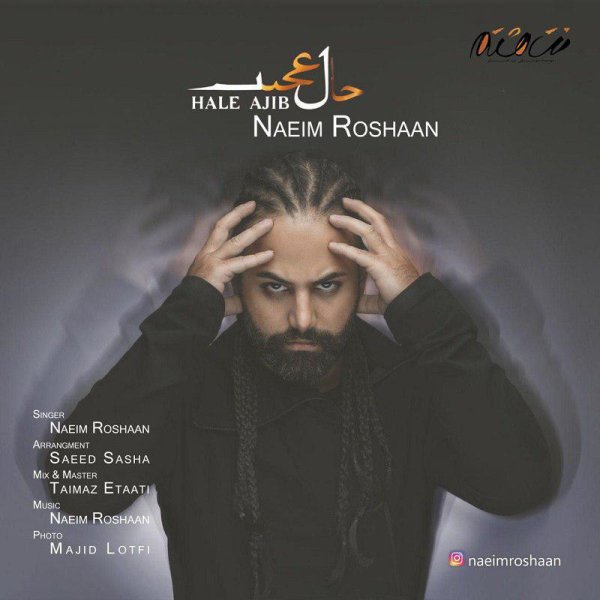 حال عجیب
HALE AJIB
NAEIM ROSHAAN
SINGER
NAEIM ROSHAAN
ARRANGMENT
SAEED SASHA
MIX & MASTER
TAIMAZ ETAATI
MUSIC
NAEIM ROSHAAN
PHOTO
MAJID LOTFI
naeimroshaan